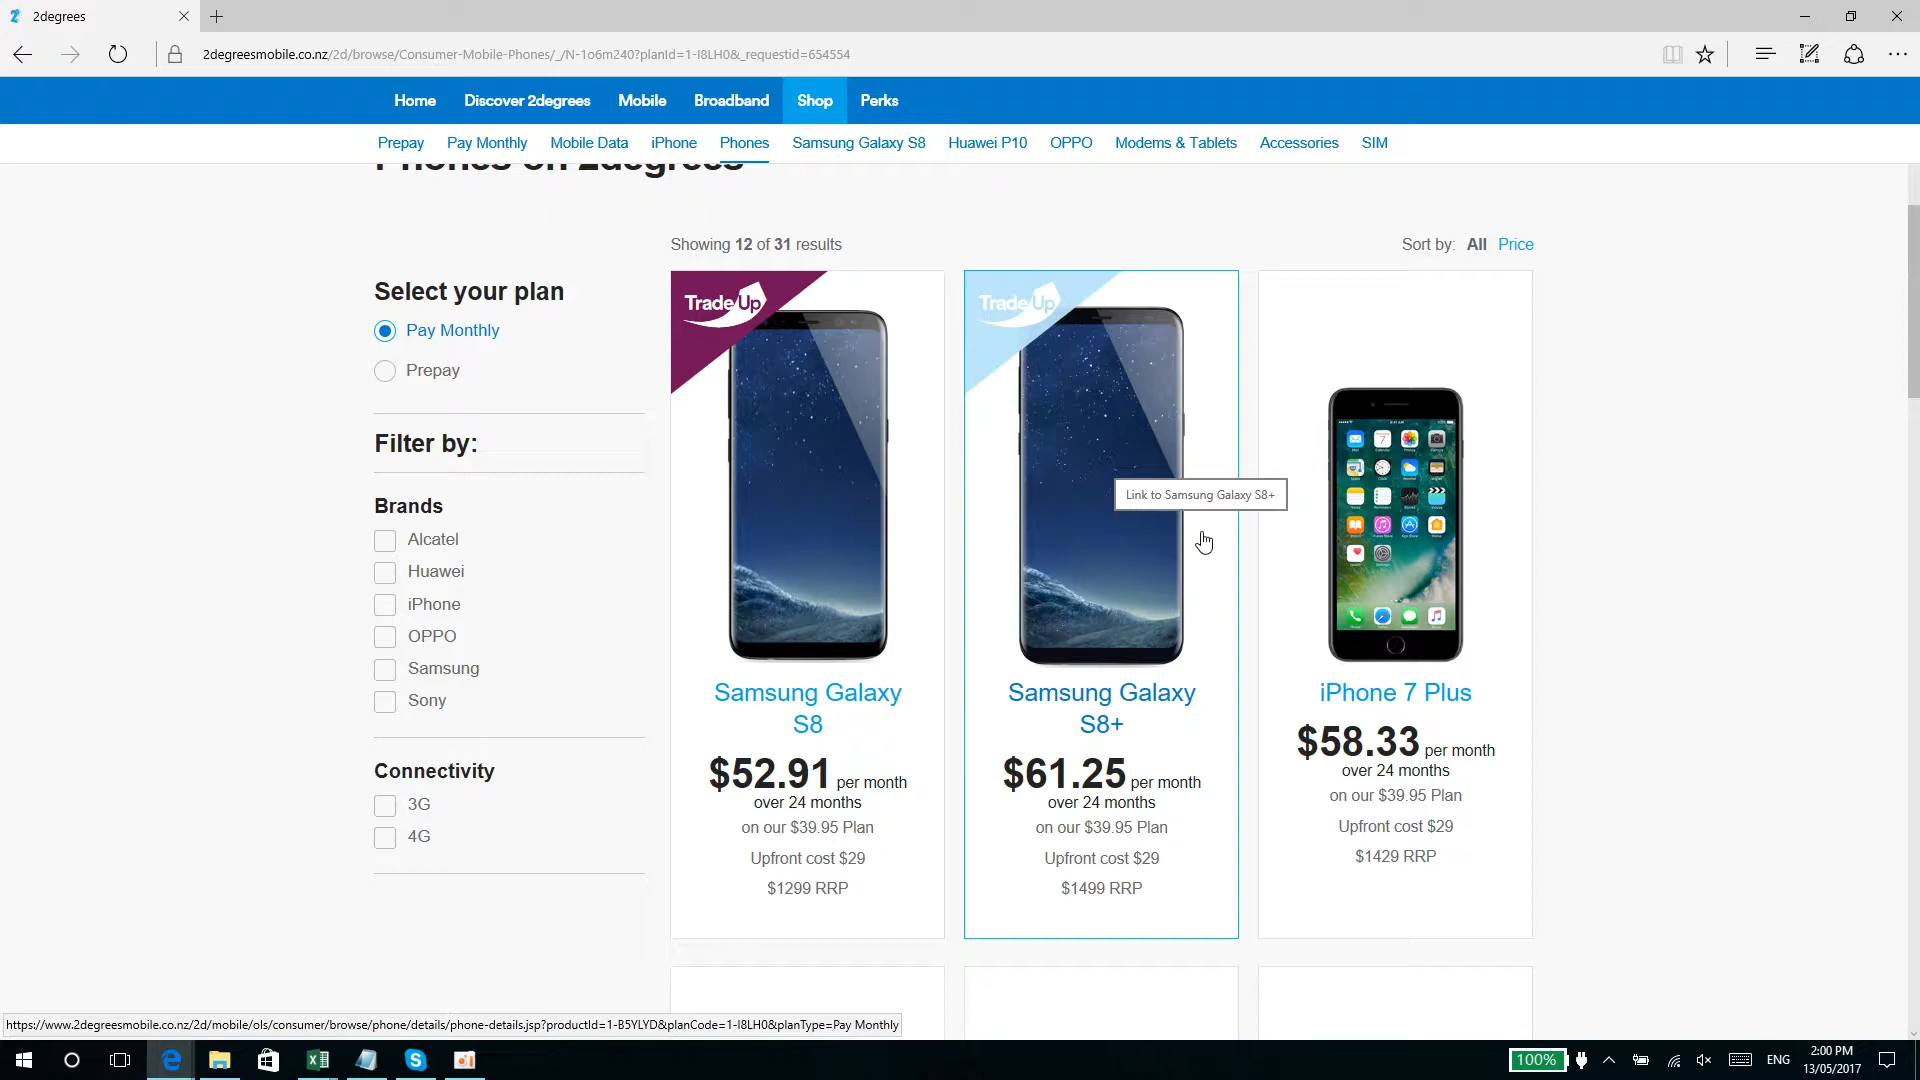 2degrees
2degreesmobile.co.nz/2d/browse/Consumer-Mobile-Phones/_/N-1o6m240?planId=1-I8LH0&_requestid=654554
Home Discover 2degrees Mobile Broadband Shop Perks
Prepay Pay Monthly Mobile Data iPhone Phones Samsung Galaxy S8 Huawei P10 OPPO Modems & Tablets Accessories SIM
Phones on 2degrees
Showing 12 of 31 results
Sort by: All Price
Select your plan
Pay Monthly
Prepay
Filter by:
Brands
Alcatel
Huawei
iPhone
OPPO
Samsung
Sony
Connectivity
3G
4G
Trade Up
Samsung Galaxy
S8
$52.91 per month
over 24 months
on our $39.95 Plan
Upfront cost $29
$1299 RRP
Trade Up
Link to Samsung Galaxy S8+
Samsung Galaxy
S8+
$61.25 per month
over 24 months
on our $39.95 Plan
Upfront cost $29
$1499 RRP
iPhone 7 Plus
$58.33 per month
over 24 months
on our $39.95 Plan
Upfront cost $29
$1429 RRP
https://www.2degreesmobile.co.nz/2d/mobile/ols/consumer/browse/phone/details/phone-details.jsp?productId=1-B5YLYD&planCode=1-I8LH0&planType=Pay Monthly
100%
ENG
2:00 PM
13/05/2017